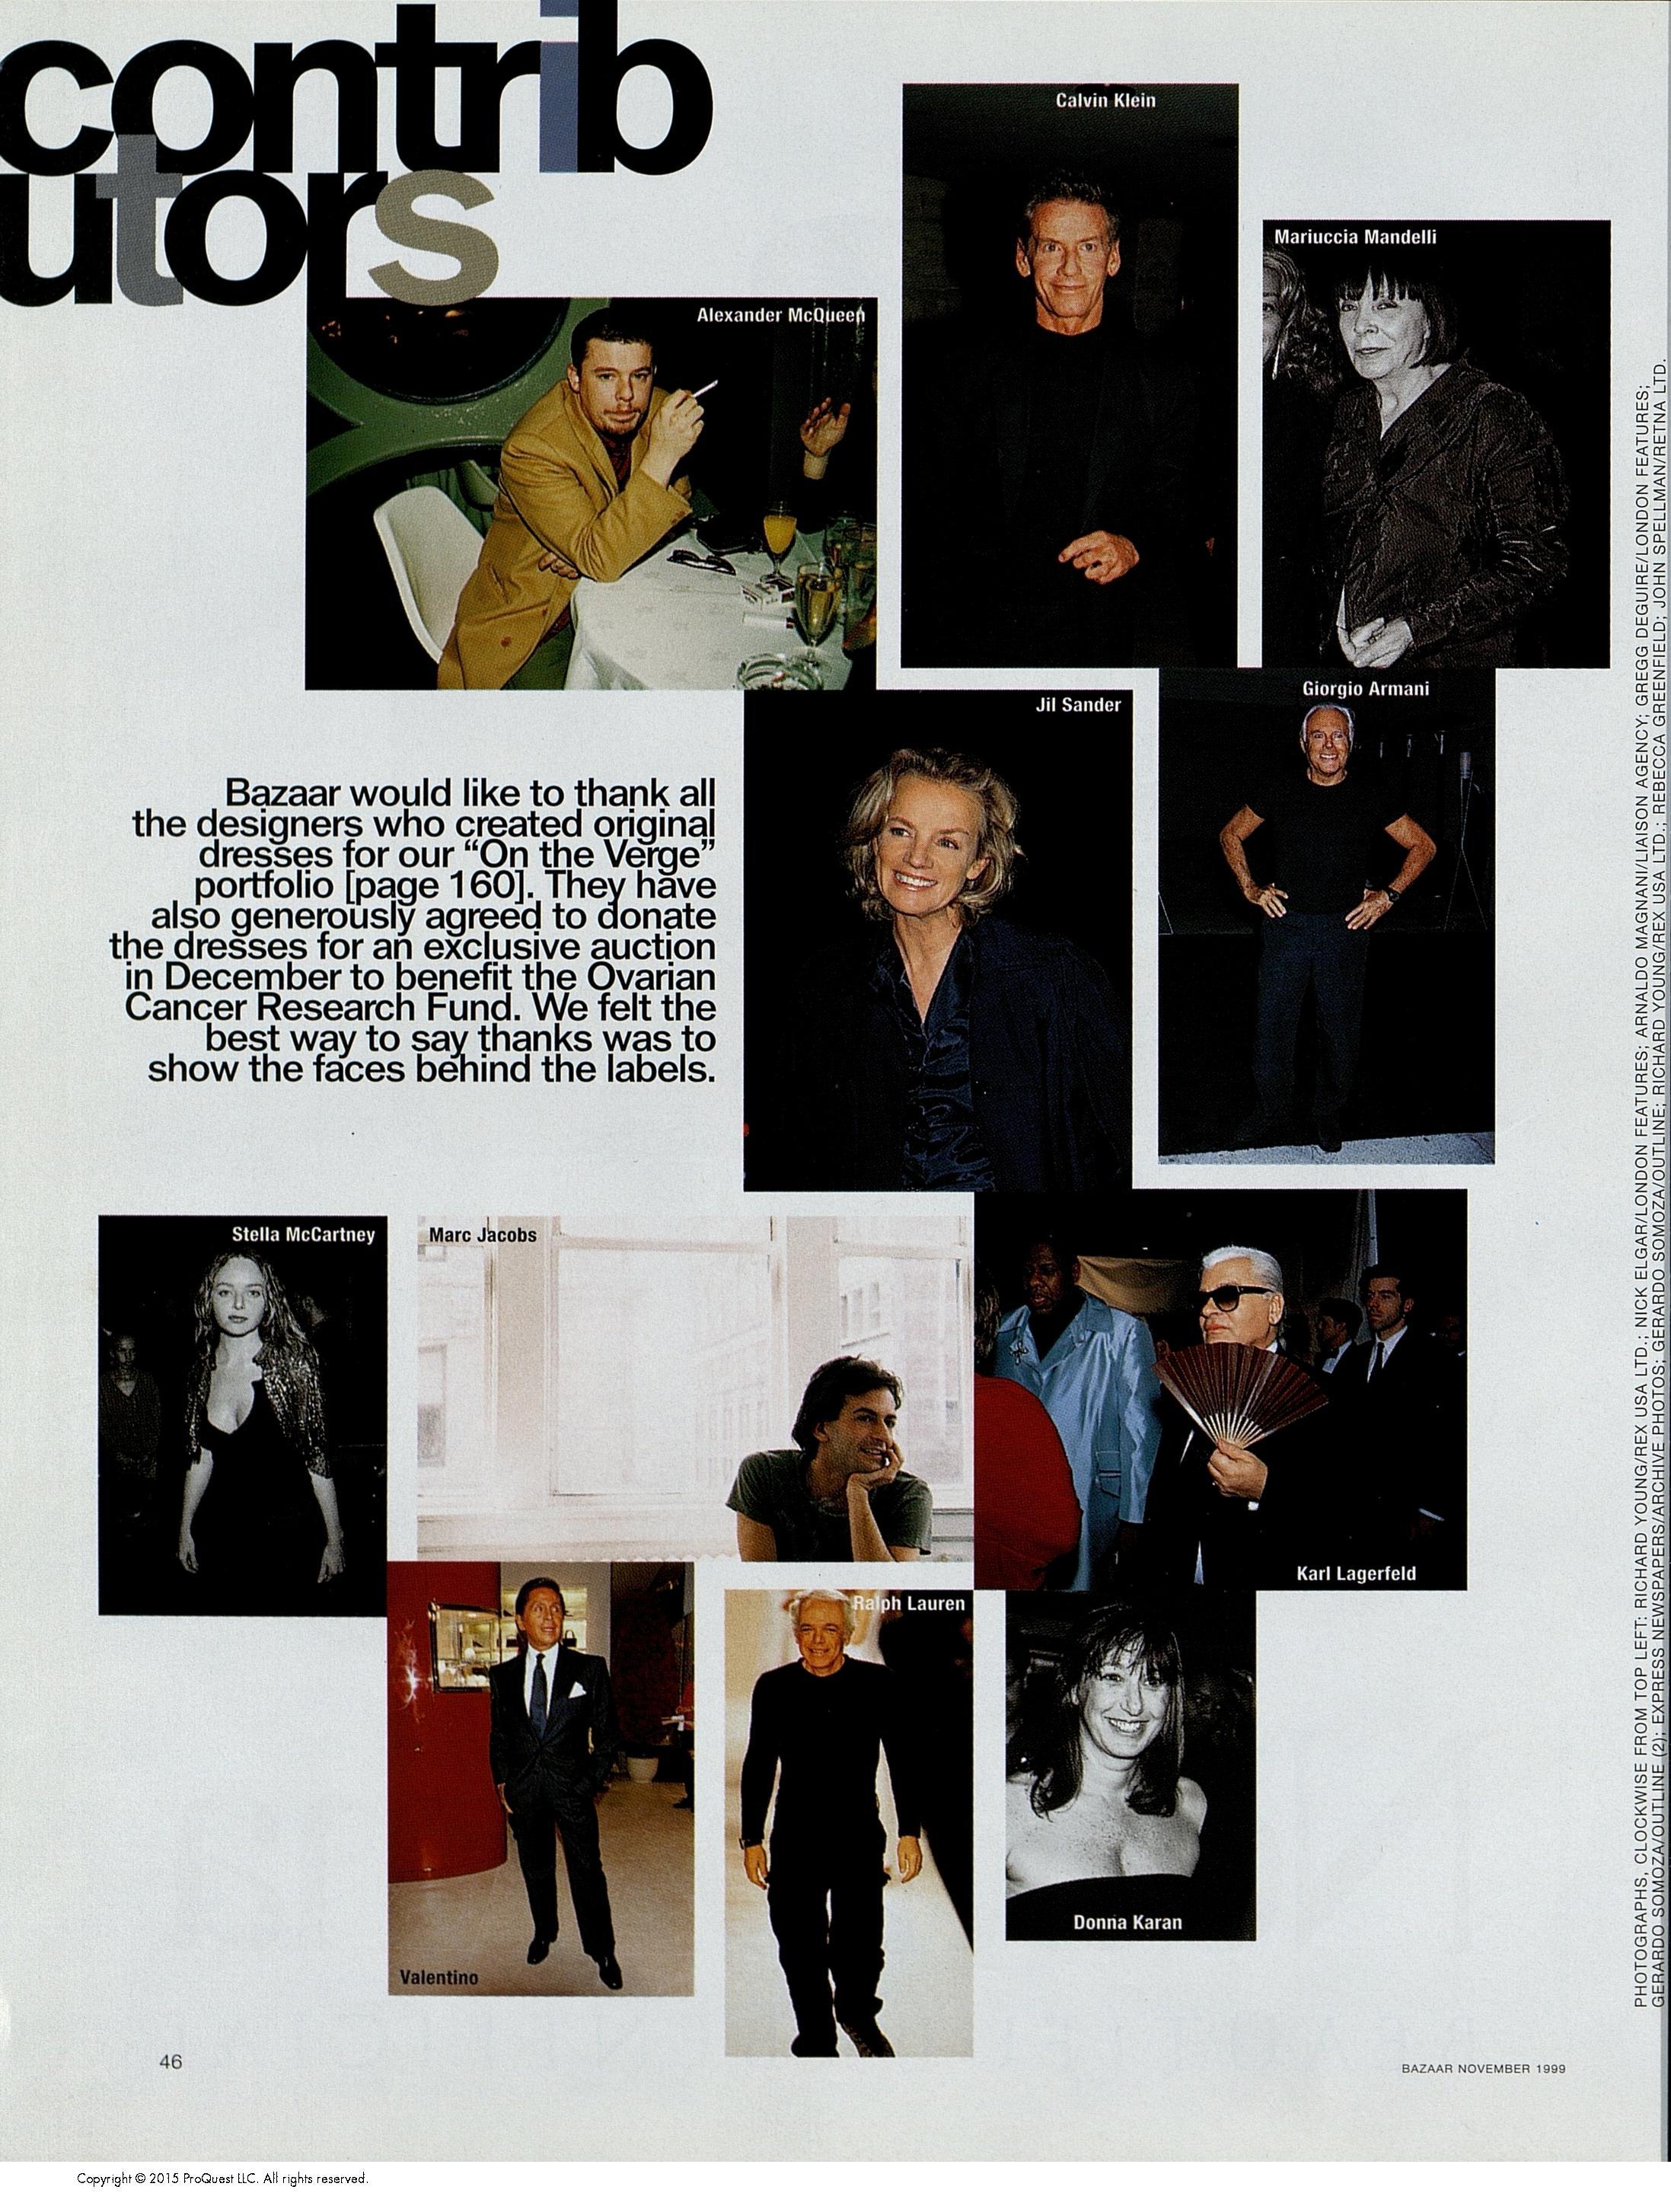 contrib
utors
Calvin Klein
Mariuccia Mandelli
Alexander McQueen
Jil Sander
Giorgio Armani
Bazaar would like to thank all
the designers who created original
dresses for our “On the Verge”
portfolio [page 160]. They have
also generously agreed to donate
the dresses for an exclusive auction
in December to benefit the Ovarian
Cancer Research Fund. We felt the
best way to say thanks was to
show the faces behind the labels.
Stella McCartney
Marc Jacobs
Karl Lagerfeld
Ralph Lauren
Donna Karan
Valentino
PHOTOGRAPHS, CLOCKWISE FROM TOP LEFT: RICHARD YOUNG/REX USA LTD.; NICK ELGAR/LONDON FEATURES; ARNALDO MAGNANI/LIAISON AGENCY; GREGG DEGUIRE/LONDON FEATURES;
GERARDO SOMOZA/OUTLINE (2); EXPRESS NEWSPAPERS/ARCHIVE PHOTOS; GERARDO SOMOZA/OUTLINE; RICHARD YOUNG/REX USA LTD.; REBECCA GREENFIELD; JOHN SPELLMAN/RETNA LTD.
46
BAZAAR NOVEMBER 1999
Copyright © 2015 ProQuest LLC. All rights reserved.